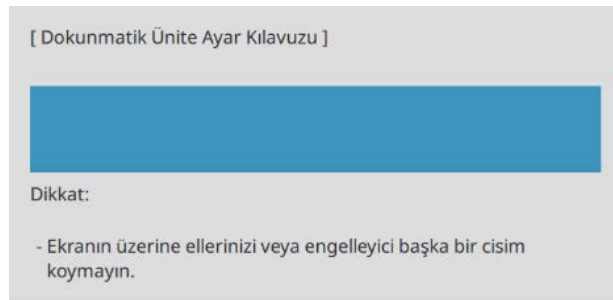 [ Dokunmatik Ünite Ayar Kılavuzu ]
Dikkat:
- Ekranın üzerine ellerinizi veya engelleyici başka bir cisim
koymayın.